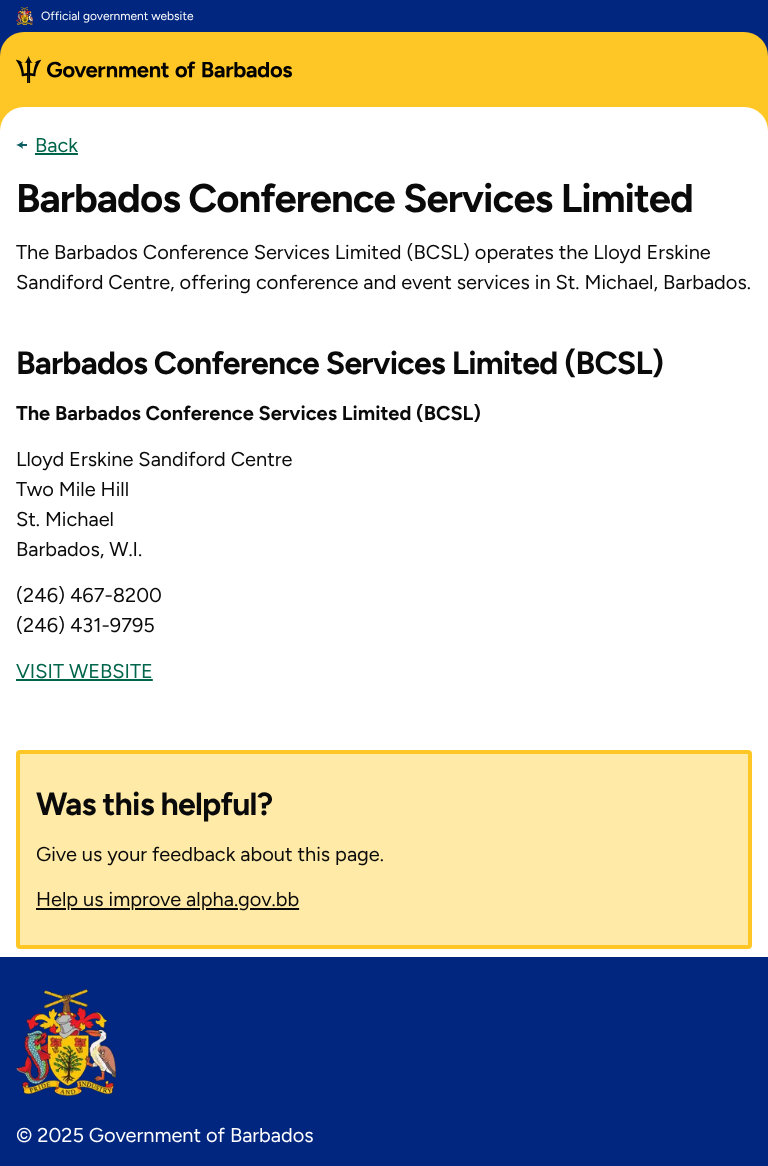 Official government website
Government of Barbados
Back
Barbados Conference Services Limited
The Barbados Conference Services Limited (BCSL) operates the Lloyd Erskine
Sandiford Centre, offering conference and event services in St. Michael, Barbados.
Barbados Conference Services Limited (BCSL)
The Barbados Conference Services Limited (BCSL)
Lloyd Erskine Sandiford Centre
Two Mile Hill
St. Michael
Barbados, W.I.
(246) 467-8200
(246) 431-9795
VISIT WEBSITE
Was this helpful?
Give us your feedback about this page.
Help us improve alpha.gov.bb
PRIDE AND INDUSTRY
© 2025 Government of Barbados